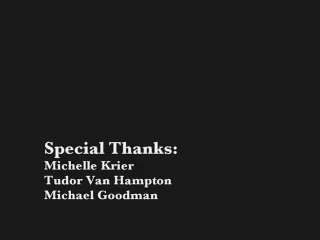 Special Thanks:
Michelle Krier
Tudor Van Hampton
Michael Goodman